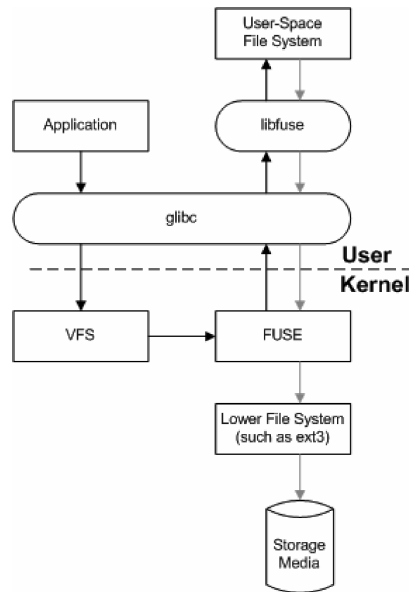 User-Space
File System
Application
libfuse
glibc
User
Kernel
VFS
FUSE
Lower File System
(such as ext3)
Storage
Media